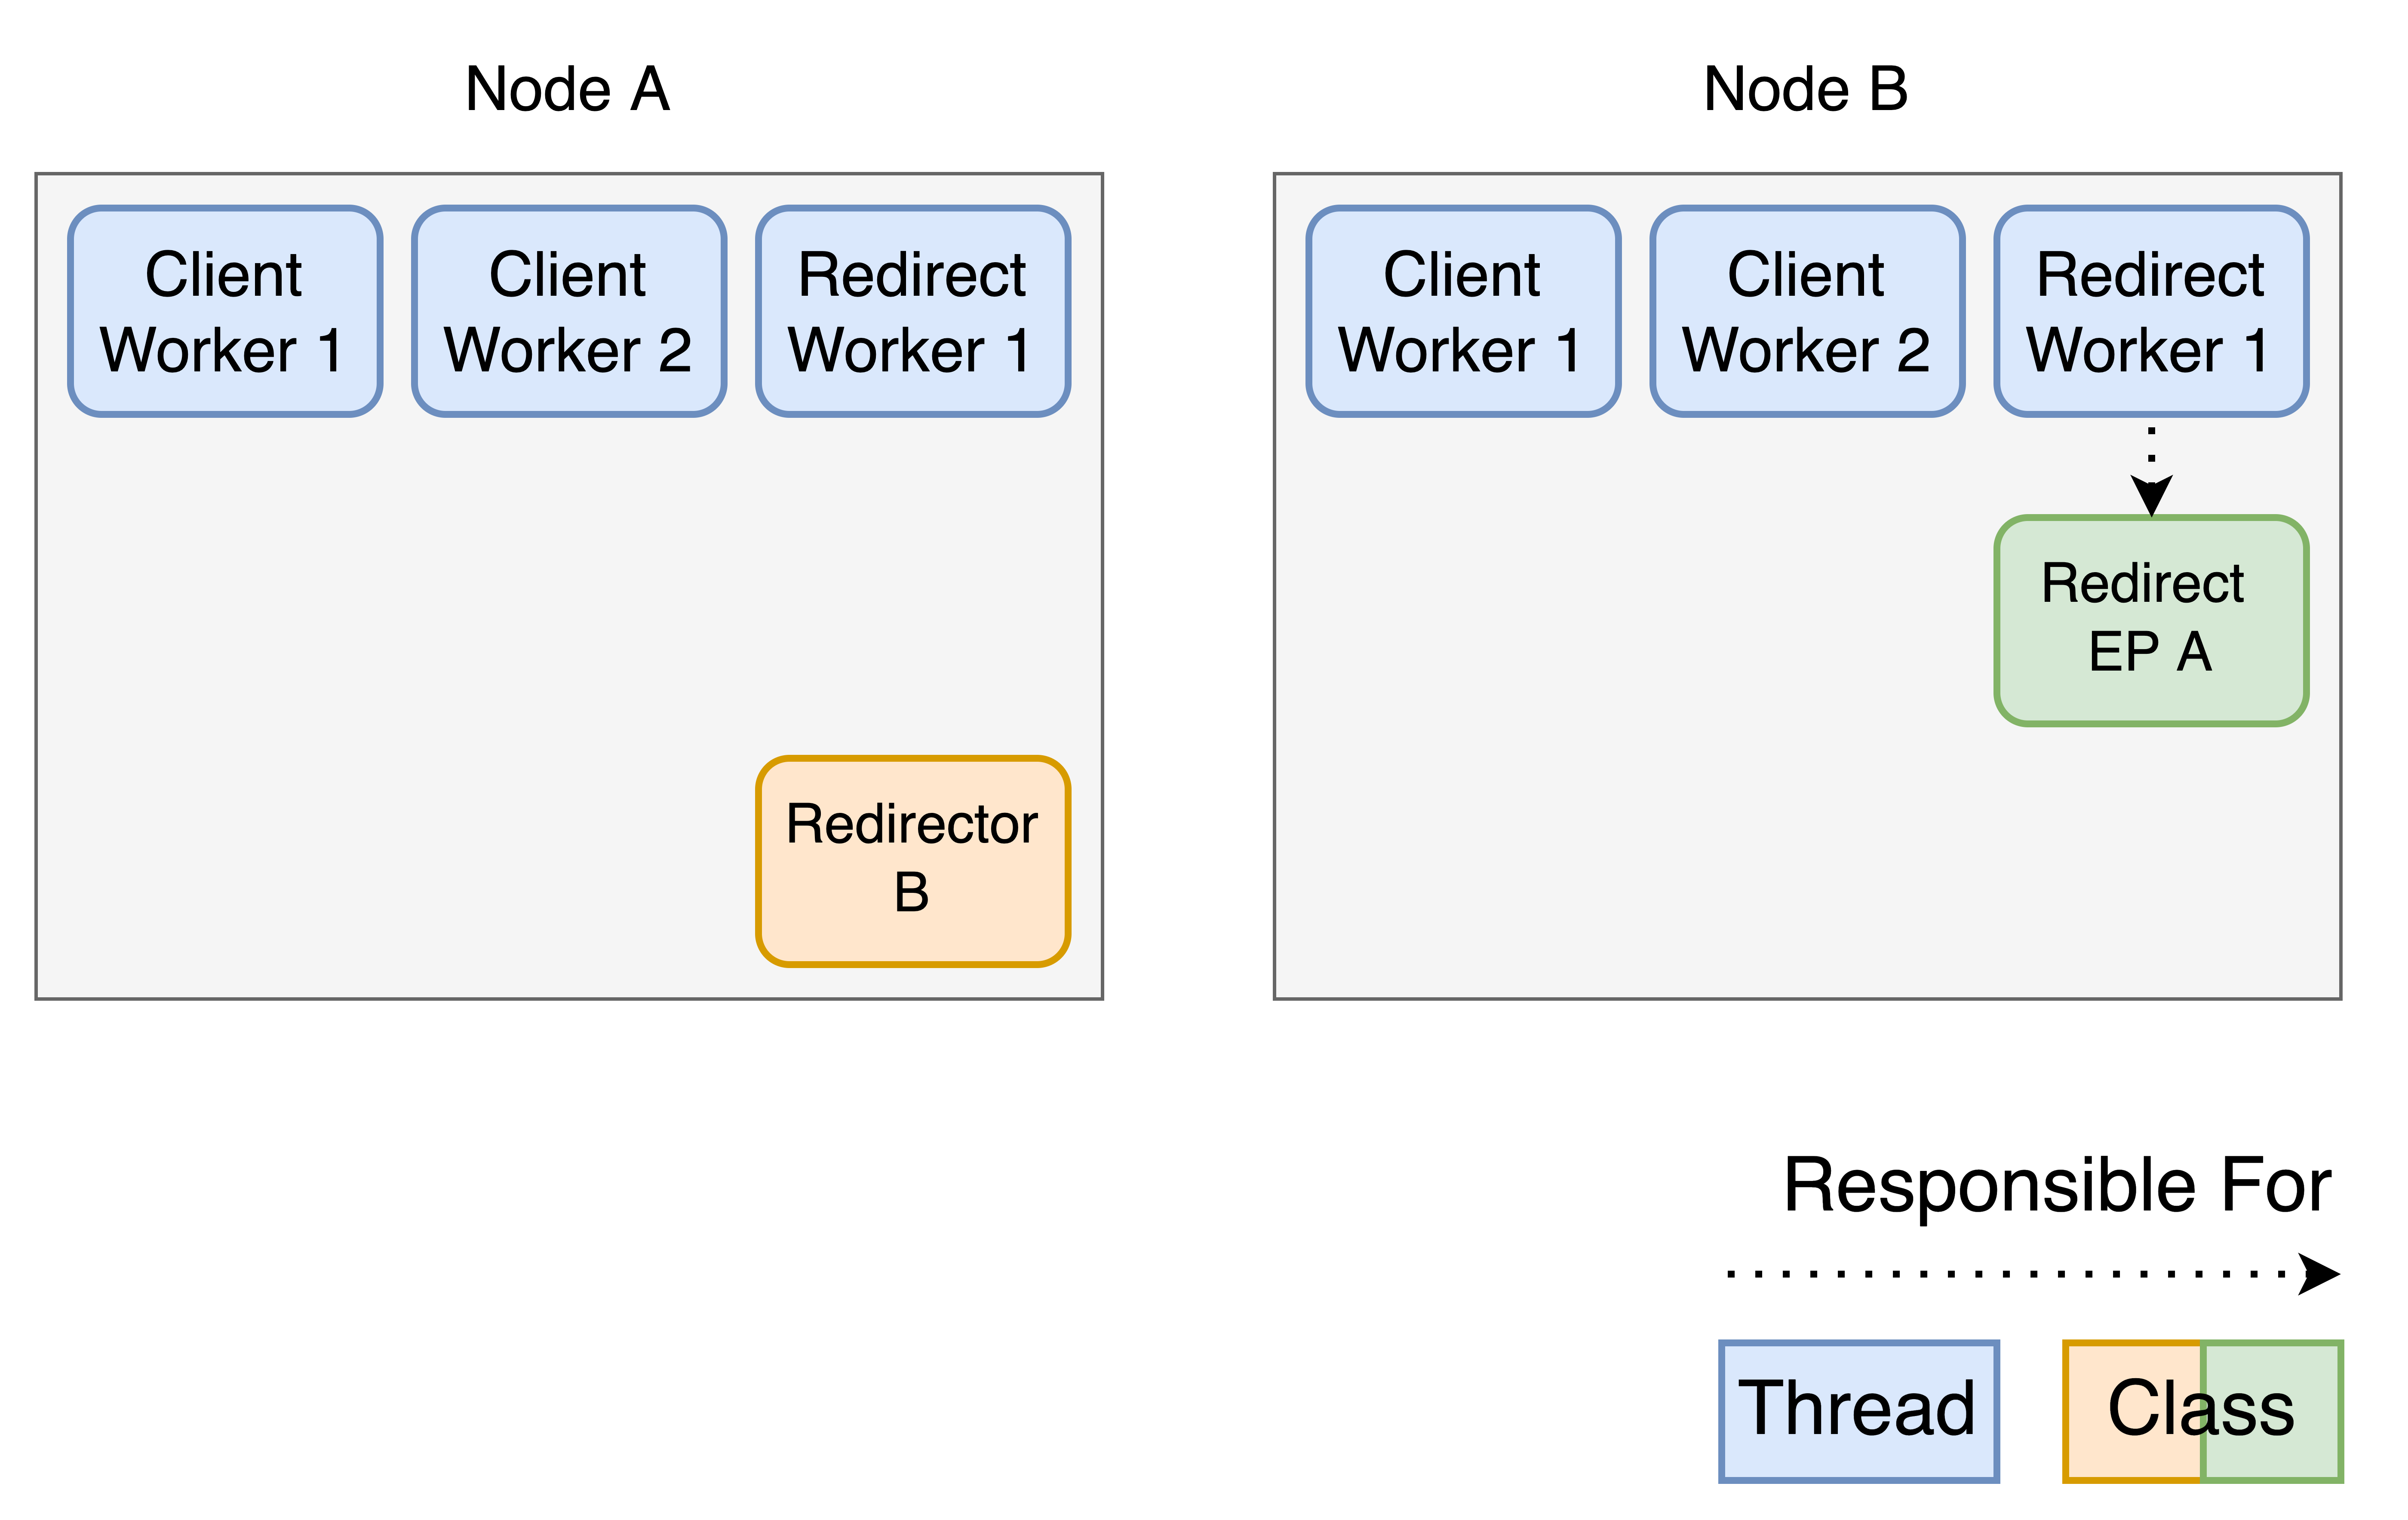 Node A
Client
Worker 1
Client
Worker 2
Redirect
Worker 1
Redirector
B
Node B
Client
Worker 1
Client
Worker 2
Redirect
Worker 1
Redirect
EP A
Responsible For
Thread
Class